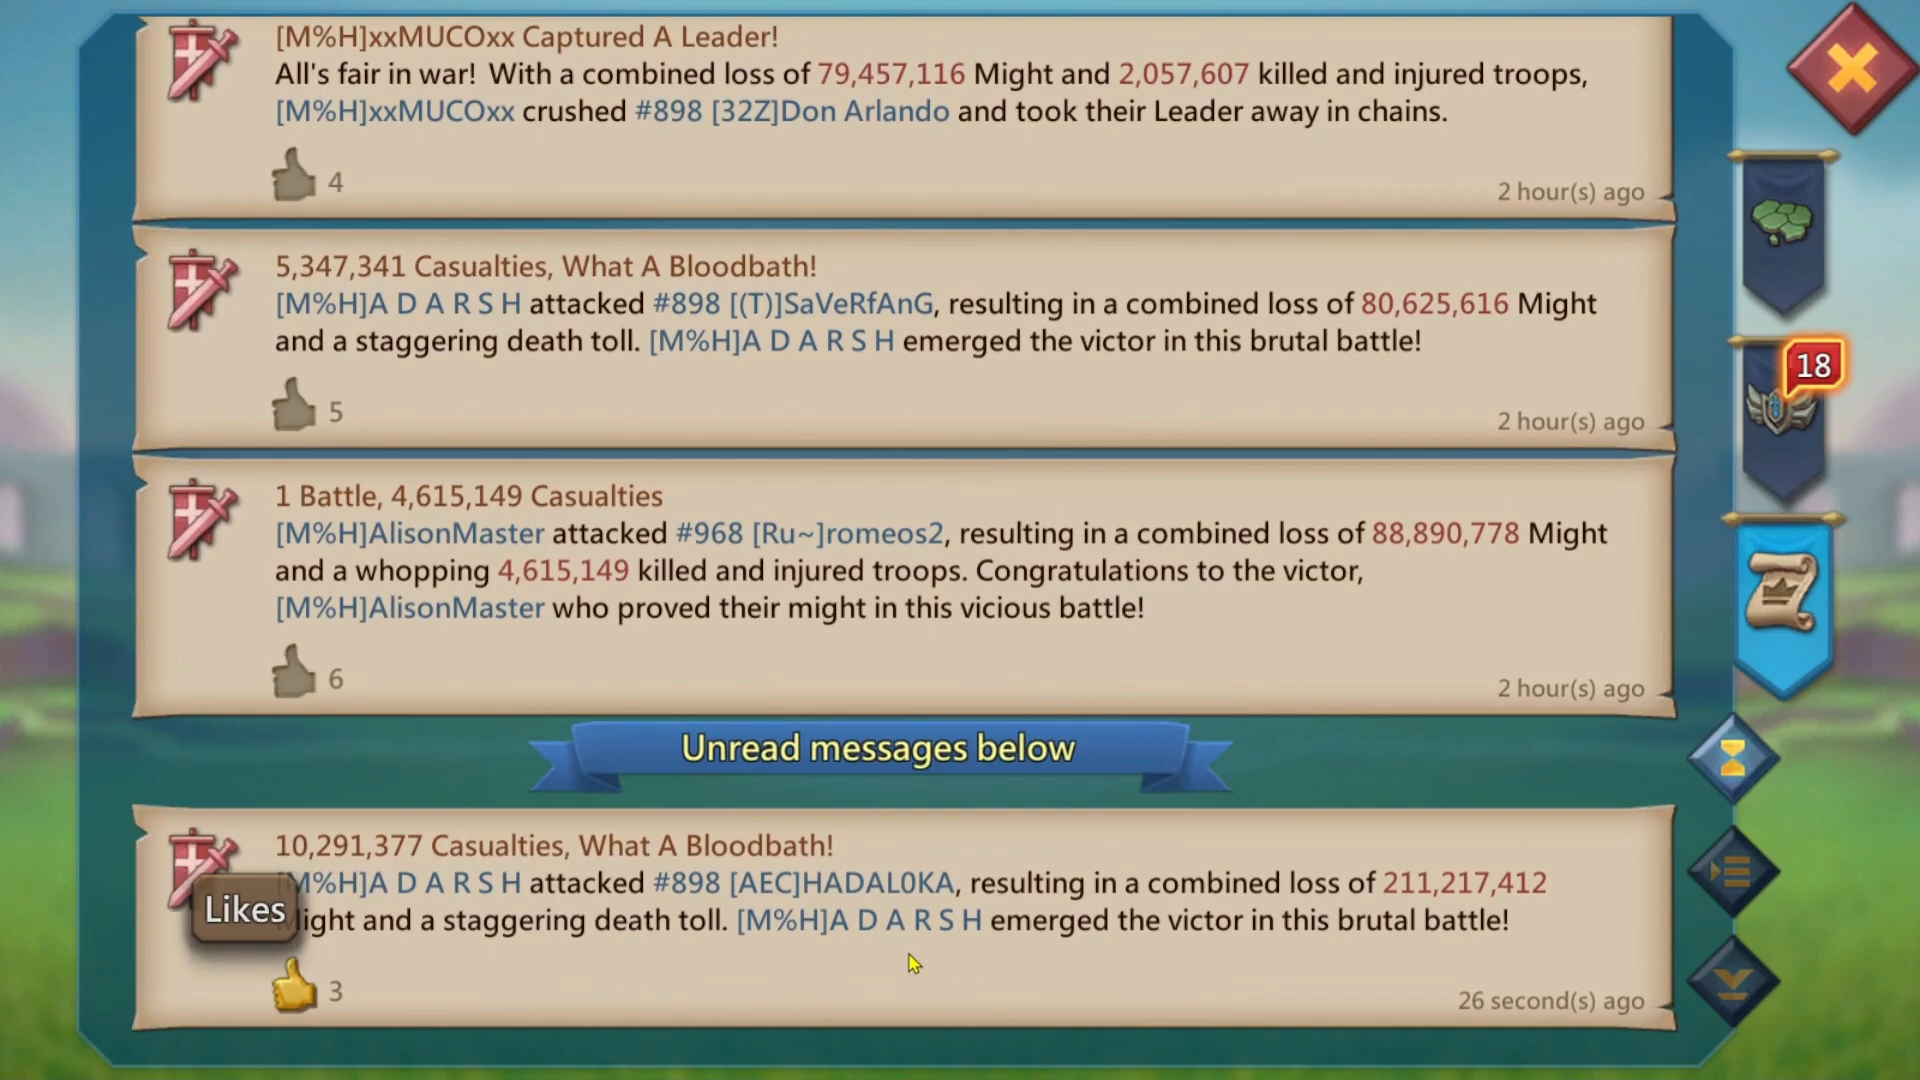 [M%H]xxMUCOxx Captured A Leader!
All's fair in war! With a combined loss of 79,457,116 Might and 2,057,607 killed and injured troops,
[M%H]xxMUCOxx crushed #898 [32Z]Don Arlando and took their Leader away in chains.
4
2 hour(s) ago
5,347,341 Casualties, What A Bloodbath!
[M%H]A D A R S H attacked #898 [(T)]SaVeRfAnG, resulting in a combined loss of 80,625,616 Might
and a staggering death toll. [M%H]A D A R S H emerged the victor in this brutal battle!
18
5
2 hour(s) ago
1 Battle, 4,615,149 Casualties
[M%H]AlisonMaster attacked #968 [Ru~]romeos2, resulting in a combined loss of 88,890,778 Might
and a whopping 4,615,149 killed and injured troops. Congratulations to the victor,
[M%H]AlisonMaster who proved their might in this vicious battle!
6
2 hour(s) ago
Unread messages below
10,291,377 Casualties, What A Bloodbath!
[M%H]A D A R S H attacked #898 [AEC]HADAL0KA, resulting in a combined loss of 211,217,412
Might and a staggering death toll. [M%H]A D A R S H emerged the victor in this brutal battle!
Likes
3
26 second(s) ago